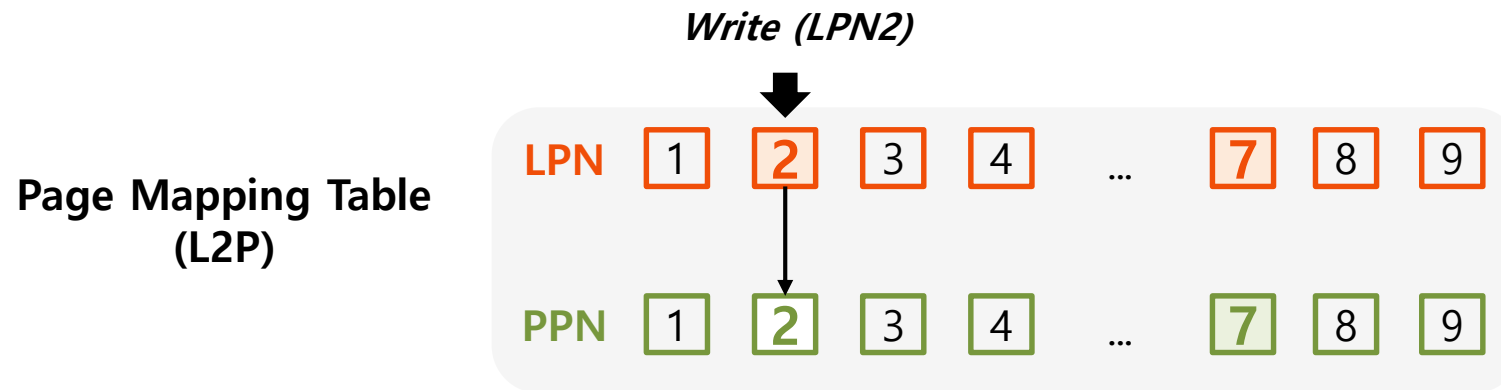 Write (LPN2)
LPN 1 2 3 4 ... 7 8 9
Page Mapping Table
(L2P)
PPN 1 2 3 4 ... 7 8 9